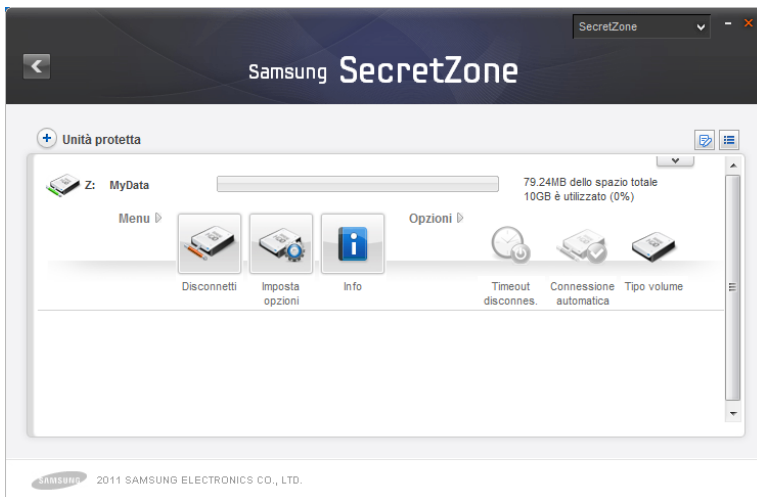 SecretZone
Samsung SecretZone
Unità protetta
Z: MyData
79.24MB dello spazio totale
10GB è utilizzato (0%)
Menu
Opzioni
Disconnetti
Imposta
opzioni
Info
Timeout
disconnes.
Connessione
automatica
Tipo volume
SAMSUNG 2011 SAMSUNG ELECTRONICS CO., LTD.